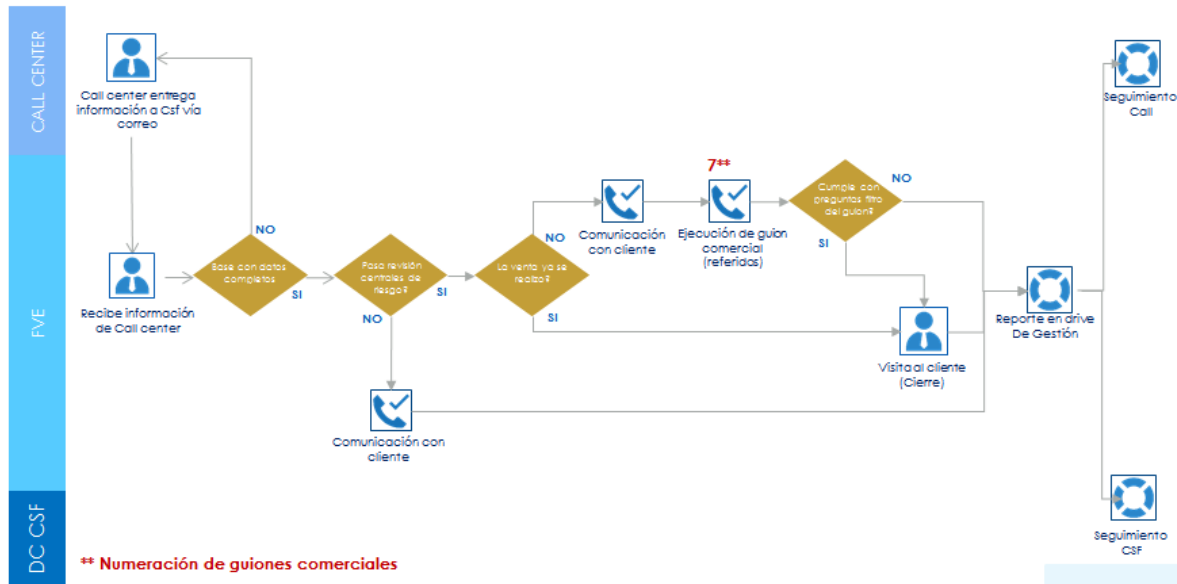 CALL CENTER
Call center entrega
información a Csf vía
correo
Seguimiento
Call
FVE
7**
Comunicación
con cliente
Ejecución de guion
comercial
(referidos)
Cumple con
preguntas filtro
del guion?
NO
SI
Recibe información
de Call center
Base con datos
completos
NO
SI
Pasa revisión
centrales de
riesgo?
SI
NO
La venta ya se
realizo?
NO
SI
Visita al cliente
(Cierre)
Reporte en drive
De Gestión
Comunicación con
cliente
DC CSF
Seguimiento
CSF
** Numeración de guiones comerciales